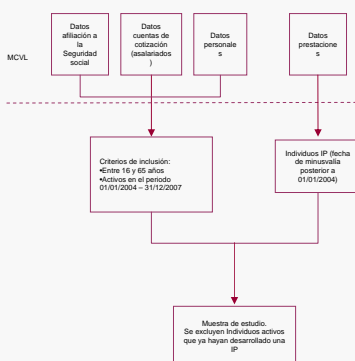 Datos
afiliación a la
Seguridad
social
Datos
cuentas de
cotización
(asalariados
)
Datos
personale
s
Datos
prestacione
s
MCVL
Criterios de inclusión:
•Entre 16 y 65 años
•Activos en el periodo
01/01/2004 – 31/12/2007
Individuos IP (fecha
de minusvalía
posterior a
01/01/2004)
Muestra de estudio.
Se excluyen Individuos activos
que ya hayan desarrollado una
IP